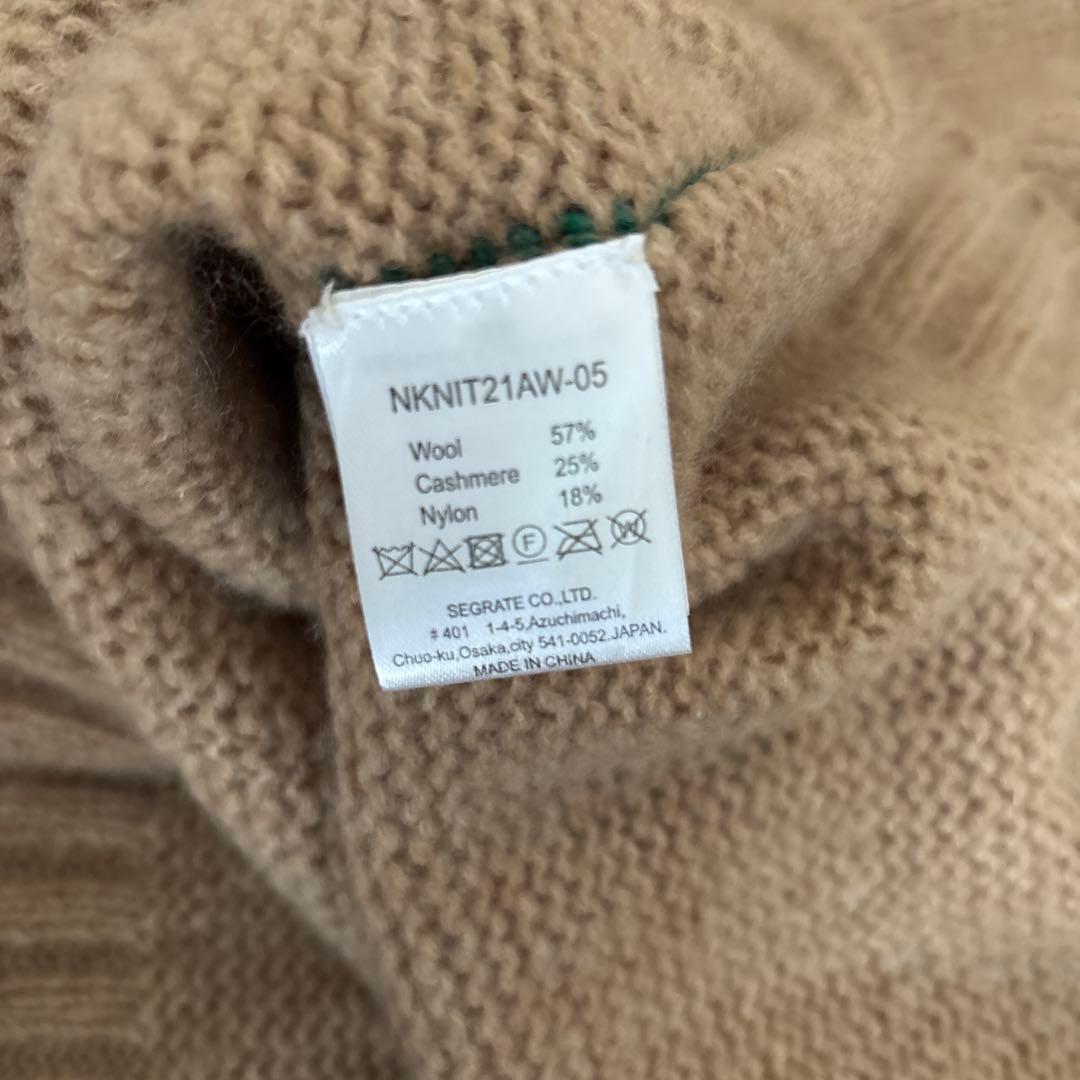 NKNIT21AW-05
Wool 57%
Cashmere 25%
Nylon 18%
F W
SEGRATE CO.,LTD.
#401 1-4-5,Azuchimachi,
Chuo-ku,Osaka,city 541-0052.JAPAN.
MADE IN CHINA